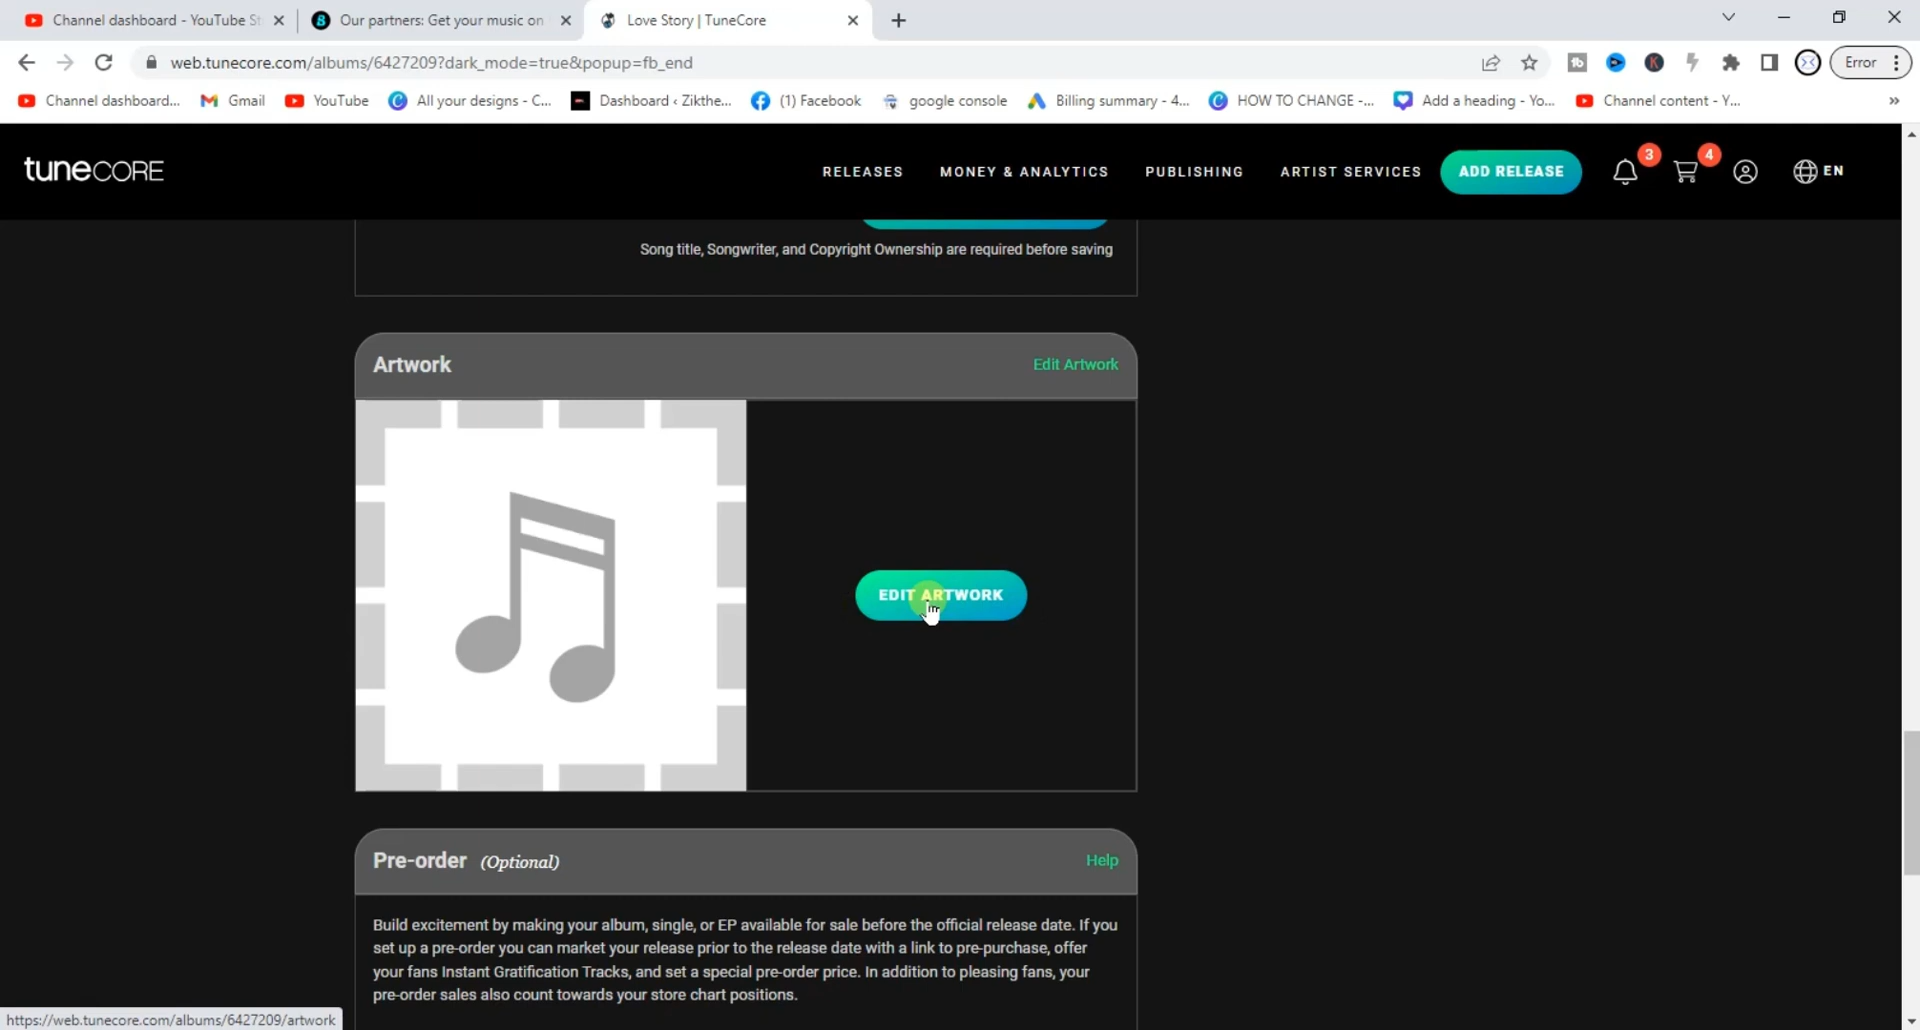 Channel dashboard - YouTube St
Our partners: Get your music on
Love Story | TuneCore
web.tunecore.com/albums/6427209?dark_mode=true&popup=fb_end
Error
Channel dashboard...
Gmail
YouTube
All your designs - C...
Dashboard ‹ Zikthe...
(1) Facebook
google console
Billing summary - 4...
HOW TO CHANGE -...
Add a heading - Yo...
Channel content - Y...
»
tunecore
RELEASES
MONEY & ANALYTICS
PUBLISHING
ARTIST SERVICES
ADD RELEASE
3
4
EN
Song title, Songwriter, and Copyright Ownership are required before saving
Artwork
Edit Artwork
EDIT ARTWORK
Pre-order (Optional)
Help
Build excitement by making your album, single, or EP available for sale before the official release date. If you
set up a pre-order you can market your release prior to the release date with a link to pre-purchase, offer
your fans Instant Gratification Tracks, and set a special pre-order price. In addition to pleasing fans, your
pre-order sales also count towards your store chart positions.
https://web.tunecore.com/albums/6427209/artwork